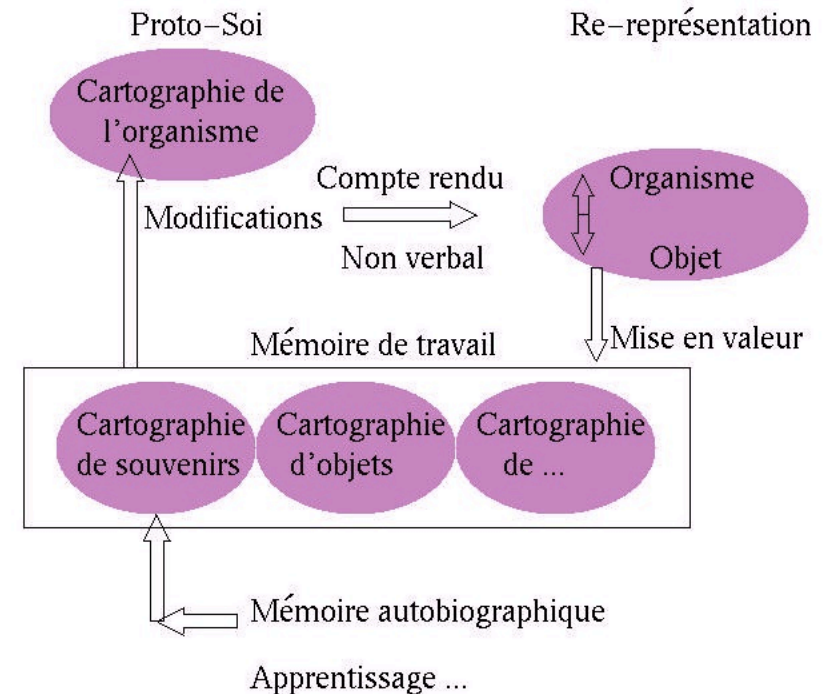 Proto-Soi
Re-représentation
Cartographie de
l'organisme
Compte rendu
Organisme
Modifications
Non verbal
Objet
Mémoire de travail
Mise en valeur
Cartographie
de souvenirs
Cartographie
d'objets
Cartographie
de ...
Mémoire autobiographique
Apprentissage ...